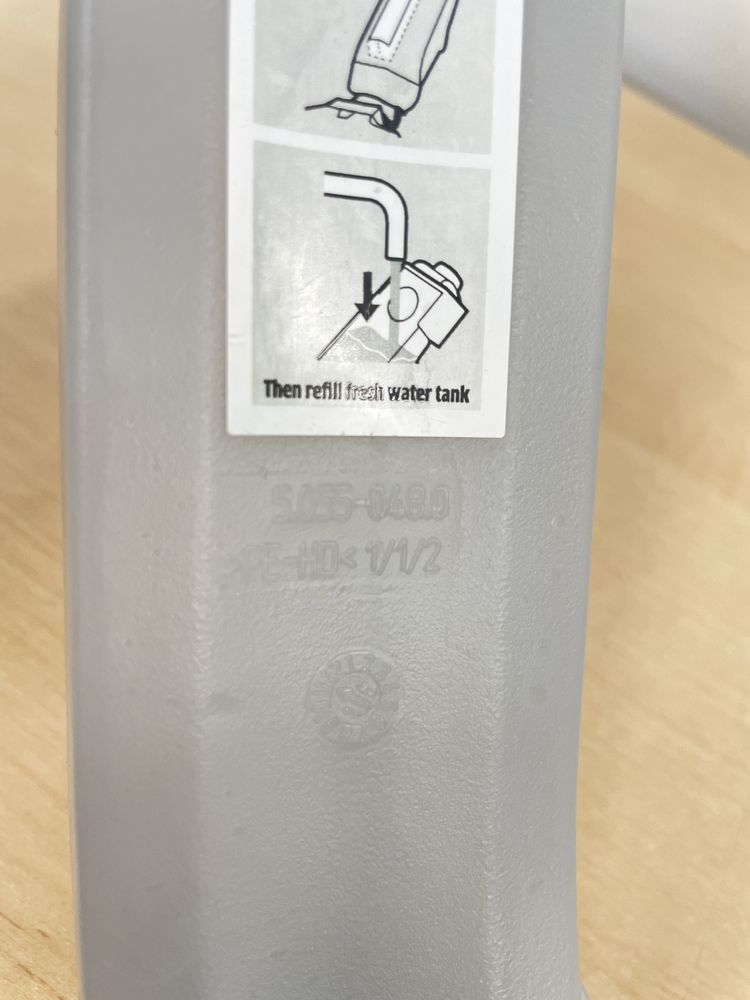 Then refill fresh water tank
5.055-048.0
>PE-HD< 1/1/2